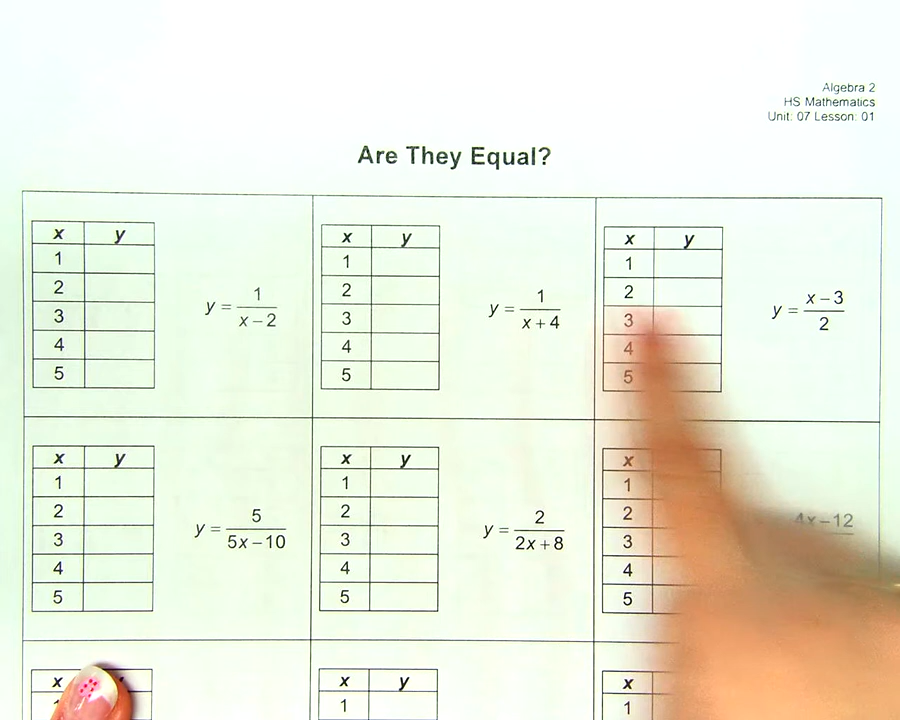 Algebra 2
HS Mathematics
Unit: 07 Lesson: 01
Are They Equal?
x y
1
2
3
4
5
y = 1/(x − 2)
x y
1
2
3
4
5
y = 1/(x + 4)
x y
1
2
3
4
5
y = (x − 3)/2
x y
1
2
3
4
5
y = 5/(5x − 10)
x y
1
2
3
4
5
y = 2/(2x + 8)
x
1
2
3
4
5
4x − 12
x
x y
1
x
1